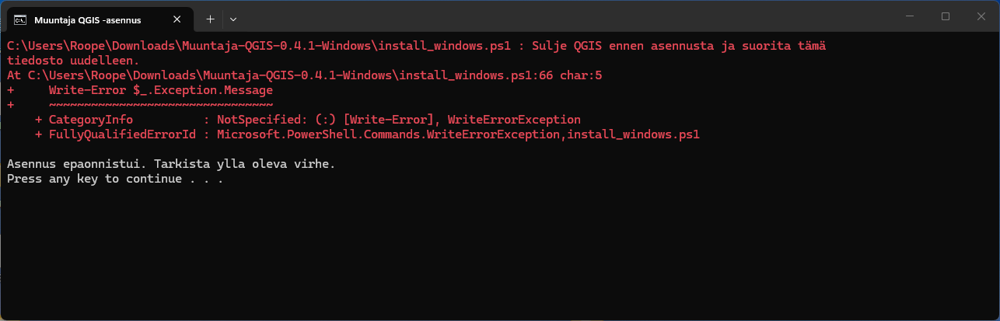 Muuntaja QGIS -asennus
C:\Users\Roope\Downloads\Muuntaja-QGIS-0.4.1-Windows\install_windows.ps1 : Sulje QGIS ennen asennusta ja suorita tämä
tiedosto uudelleen.
At C:\Users\Roope\Downloads\Muuntaja-QGIS-0.4.1-Windows\install_windows.ps1:66 char:5
+     Write-Error $_.Exception.Message
+     ~~~~~~~~~~~~~~~~~~~~~~~~~~~~~~~~
    + CategoryInfo          : NotSpecified: (:) [Write-Error], WriteErrorException
    + FullyQualifiedErrorId : Microsoft.PowerShell.Commands.WriteErrorException,install_windows.ps1
Asennus epaonnistui. Tarkista ylla oleva virhe.
Press any key to continue . . .